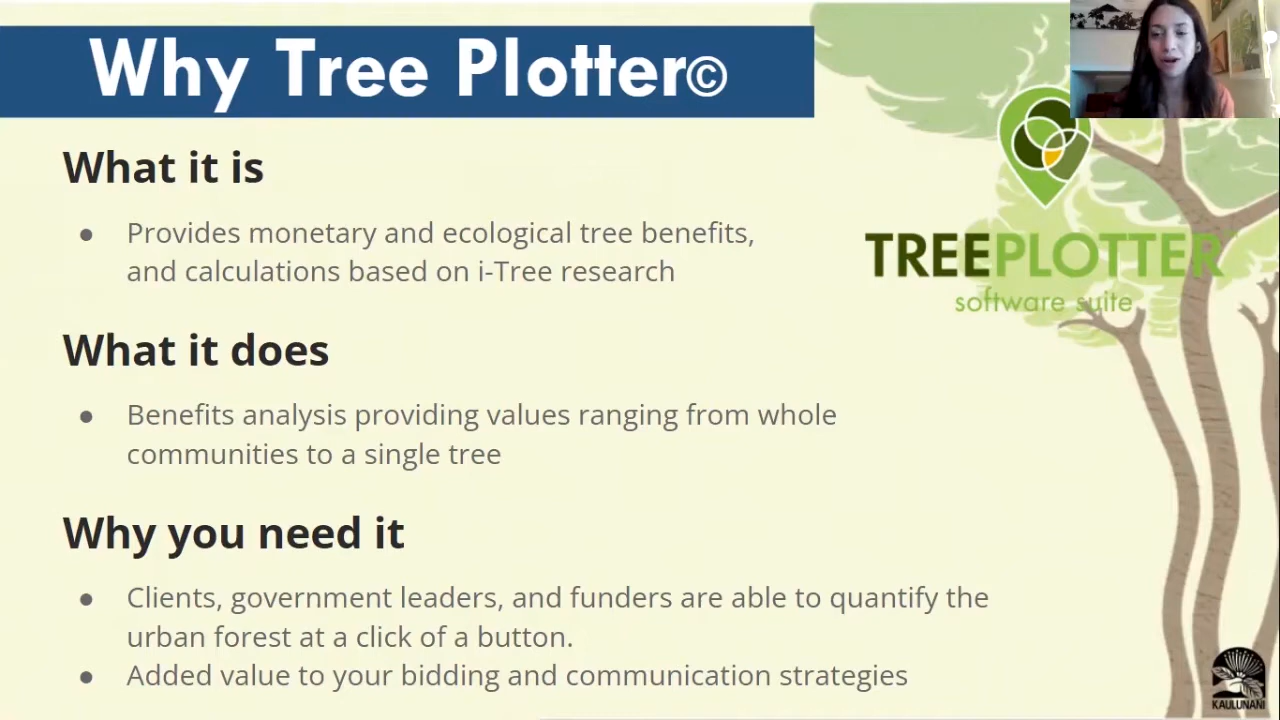 Why Tree Plotter©
What it is
● Provides monetary and ecological tree benefits,
and calculations based on i-Tree research
What it does
● Benefits analysis providing values ranging from whole
communities to a single tree
Why you need it
● Clients, government leaders, and funders are able to quantify the
urban forest at a click of a button.
● Added value to your bidding and communication strategies
TREEPLOTTER
software suite
KAULUNANI